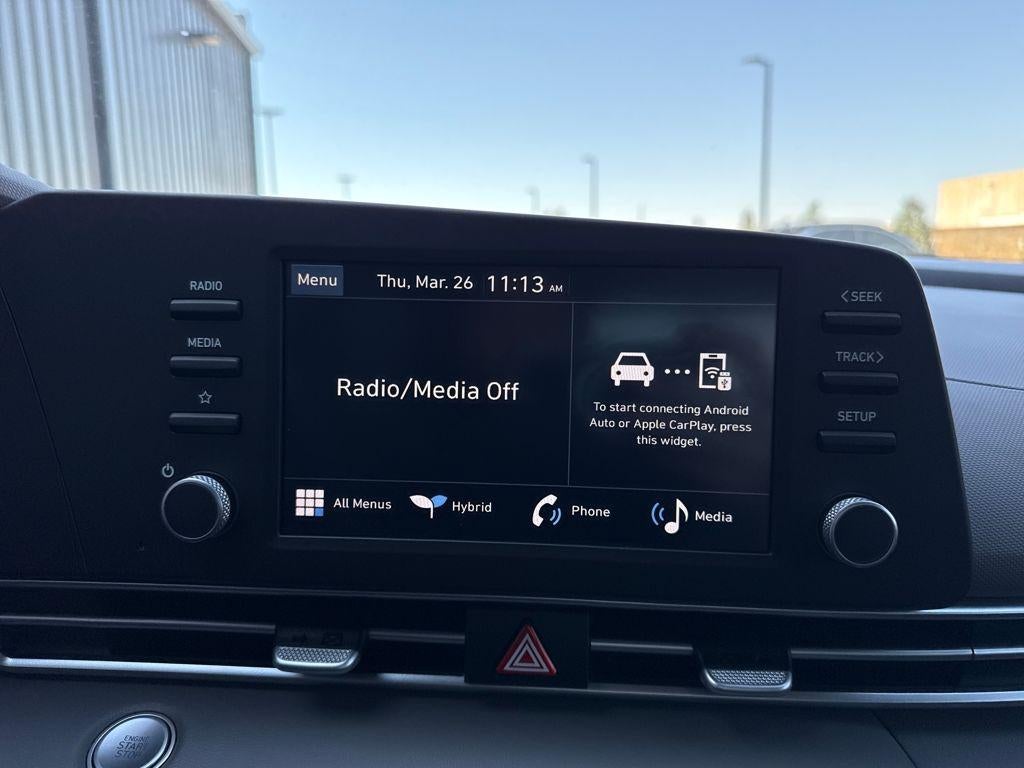 Menu
Thu, Mar. 26 11:13 AM
RADIO
MEDIA
Radio/Media Off
To start connecting Android
Auto or Apple CarPlay, press
this widget.
<SEEK
TRACK>
SETUP
All Menus
Hybrid
Phone
Media
ENGINE
START
STOP